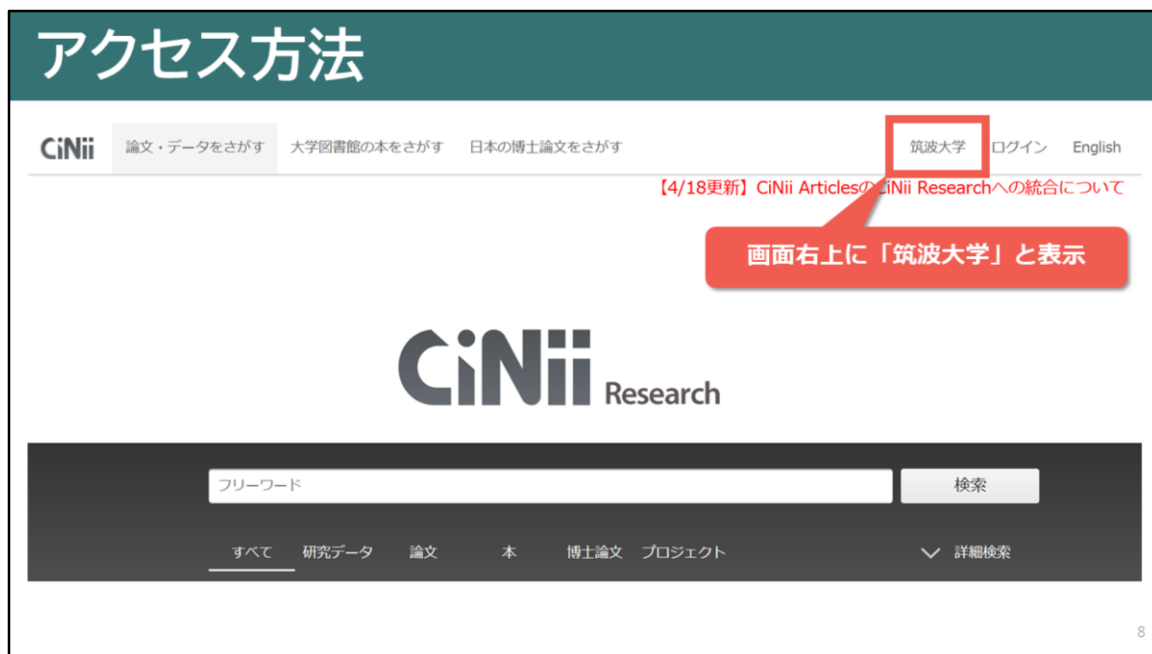 アクセス方法
CiNii 論文・データをさがす 大学図書館の本をさがす 日本の博士論文をさがす 筑波大学 ログイン English
【4/18更新】CiNii ArticlesのCiNii Researchへの統合について
画面右上に「筑波大学」と表示
CiNii Research
フリーワード 検索
すべて 研究データ 論文 本 博士論文 プロジェクト 詳細検索
8